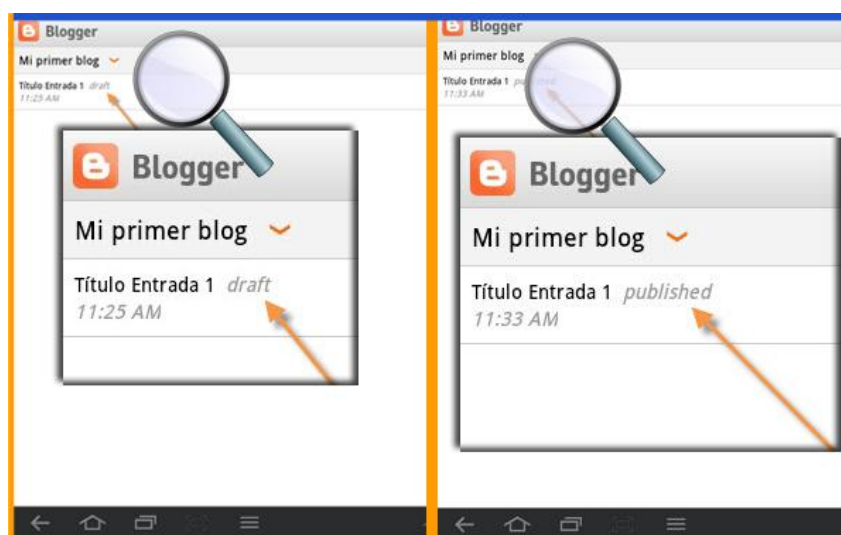 Blogger
Mi primer blog
Título Entrada 1 draft
11:25 AM
Blogger
Mi primer blog
Título Entrada 1 draft
11:25 AM
Blogger
Mi primer blog
Título Entrada 1 published
11:33 AM
Blogger
Mi primer blog
Título Entrada 1 published
11:33 AM